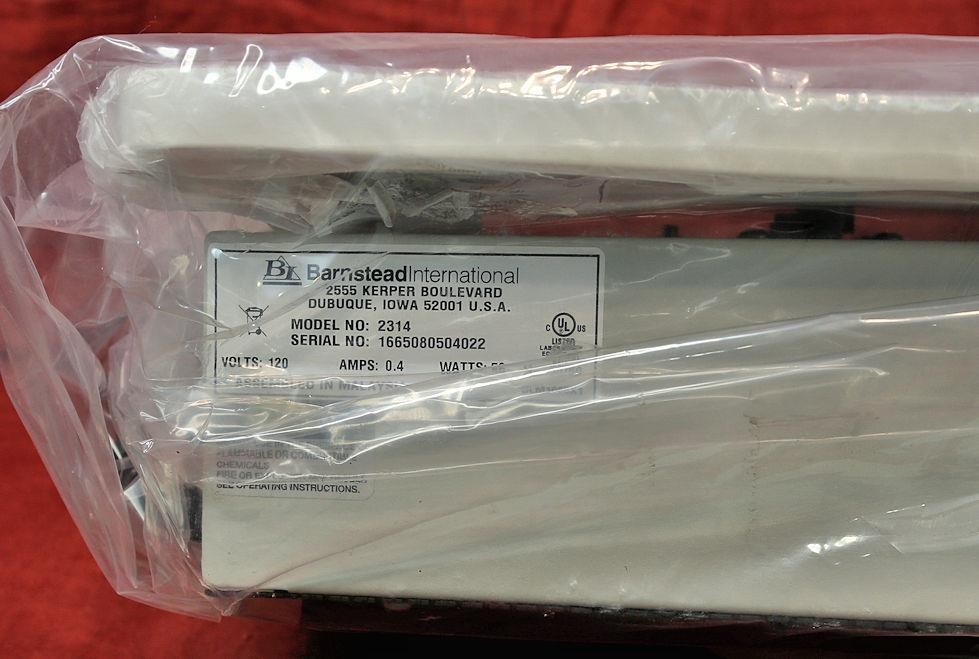 BI BarnsteadInternational
2555 KERPER BOULEVARD
DUBUQUE, IOWA 52001 U.S.A.
MODEL NO: 2314
SERIAL NO: 1665080504022
C UL US
LISTED
VOLTS: 120 AMPS: 0.4 WATTS:
ASSEMBLED IN MALAYSIA
FLAMMABLE OR
CHEMICALS
FIRE OR
SEE OPERATING INSTRUCTIONS.